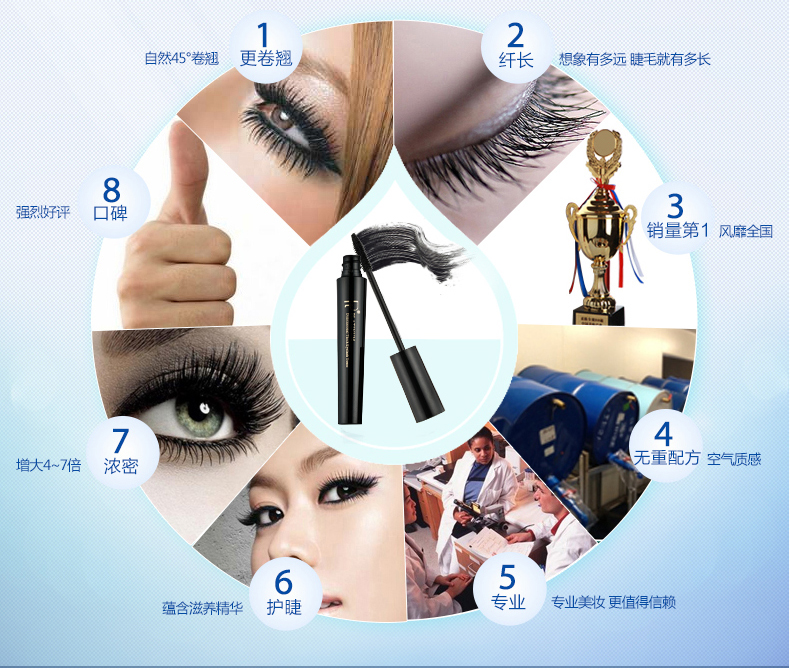 1
更卷翘
自然45°卷翘
2
纤长
想象有多远 睫毛就有多长
3
销量第1
风靡全国
4
无重配方
空气质感
5
专业
专业美妆 更值得信赖
6
护睫
蕴含滋养精华
7
浓密
增大4~7倍
8
口碑
强烈好评